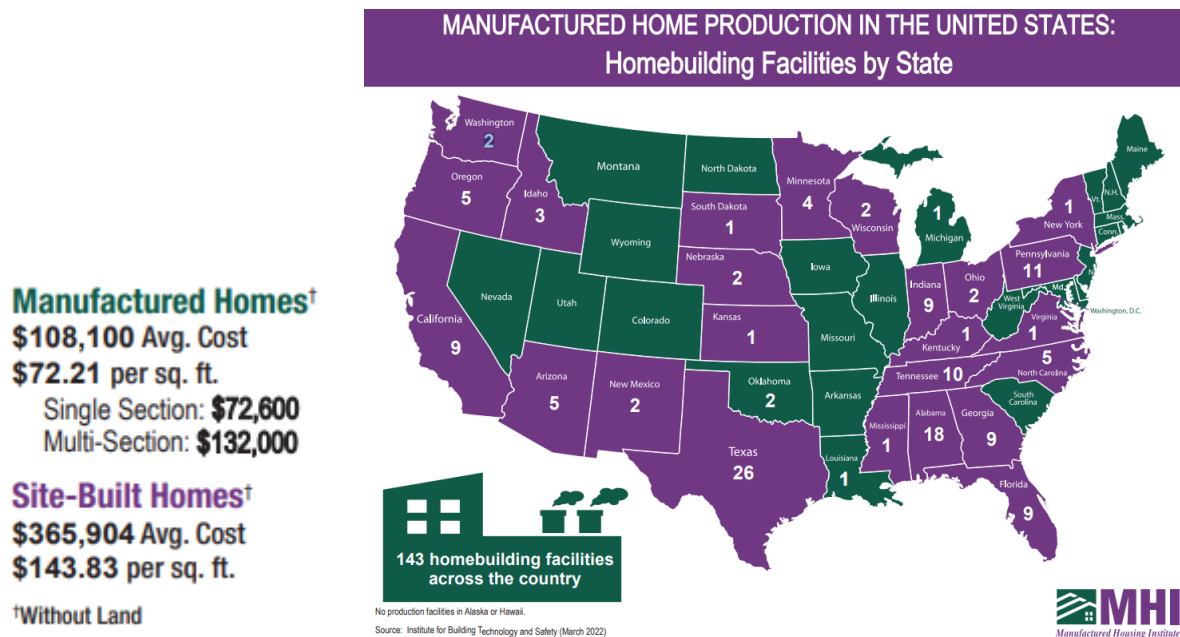 MANUFACTURED HOME PRODUCTION IN THE UNITED STATES:
Homebuilding Facilities by State
Manufactured Homes†
$108,100 Avg. Cost
$72.21 per sq. ft.
Single Section: $72,600
Multi-Section: $132,000
Site-Built Homes†
$365,904 Avg. Cost
$143.83 per sq. ft.
†Without Land
Washington
2
Oregon
5
Idaho
3
Montana
North Dakota
Minnesota
4
South Dakota
1
Wisconsin
2
Michigan
1
Wyoming
Nebraska
2
Iowa
Illinois
Indiana
9
Ohio
2
Pennsylvania
11
New York
1
Vt.
N.H.
Maine
Mass.
Conn.
Md.
Washington, D.C.
West
Virginia
Virginia
1
Nevada
Utah
Colorado
California
9
Kansas
1
Missouri
Kentucky
1
Tennessee 10
5
North Carolina
South
Carolina
Arizona
5
New Mexico
2
Oklahoma
2
Arkansas
Mississippi
1
Alabama
18
Georgia
9
Texas
26
Louisiana
1
Florida
9
143 homebuilding facilities
across the country
No production facilities in Alaska or Hawaii.
Source: Institute for Building Technology and Safety (March 2022)
MHI
Manufactured Housing Institute